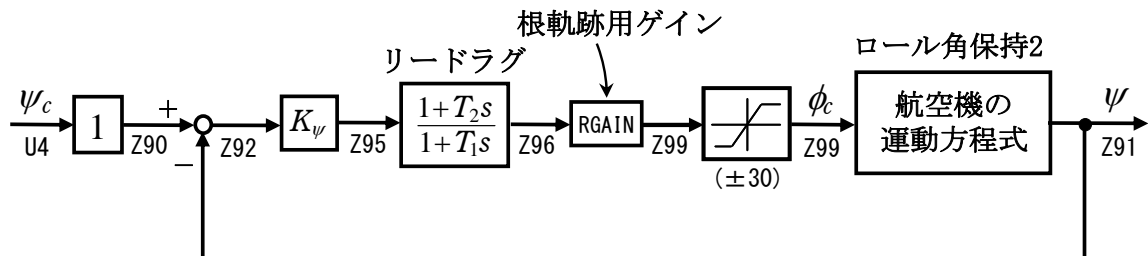 根軌跡用ゲイン
リードラグ
ロール角保持2
ψc
1
+
−
Kψ
1+T2s
1+T1s
RGAIN
(±30)
ϕc
航空機の
運動方程式
ψ
U4
Z90
Z92
Z95
Z96
Z99
Z99
Z91